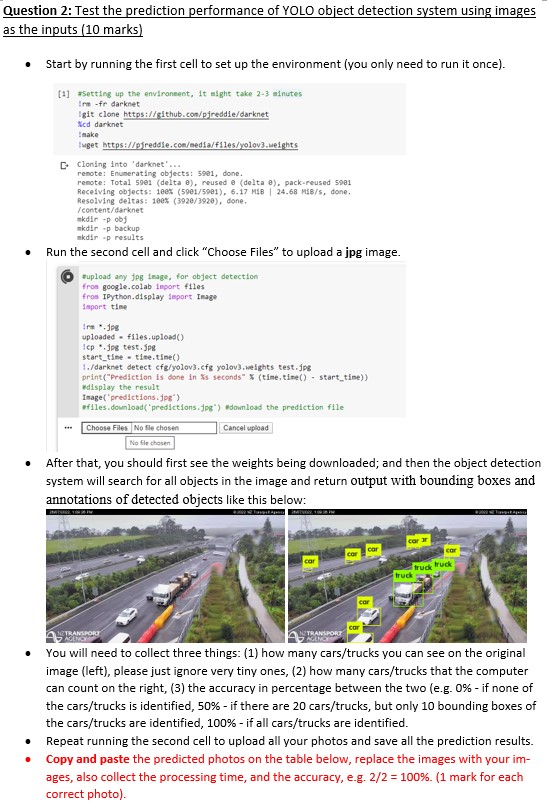 Question 2: Test the prediction performance of YOLO object detection system using images
as the inputs (10 marks)
• Start by running the first cell to set up the environment (you only need to run it once).
[1] #Setting up the environment, it might take 2-3 minutes
!rm -fr darknet
!git clone https://github.com/pjreddie/darknet
%cd darknet
!make
!wget https://pjreddie.com/media/files/yolov3.weights
Cloning into 'darknet'...
remote: Enumerating objects: 5901, done.
remote: Total 5901 (delta 0), reused 0 (delta 0), pack-reused 5901
Receiving objects: 100% (5901/5901), 6.17 MiB | 24.68 MiB/s, done.
Resolving deltas: 100% (3920/3920), done.
/content/darknet
mkdir -p obj
mkdir -p backup
mkdir -p results
• Run the second cell and click “Choose Files” to upload a jpg image.
#upload any jpg image, for object detection
from google.colab import files
from IPython.display import Image
import time
!rm *.jpg
uploaded = files.upload()
!cp *.jpg test.jpg
start_time = time.time()
!./darknet detect cfg/yolov3.cfg yolov3.weights test.jpg
print("Prediction is done in %s seconds" % (time.time() - start_time))
#display the result
Image('predictions.jpg')
#files.download('predictions.jpg') #download the prediction file
••• Choose Files No file chosen Cancel upload
No file chosen
• After that, you should first see the weights being downloaded; and then the object detection
system will search for all objects in the image and return output with bounding boxes and
annotations of detected objects like this below:
car
car
car
car
car
truck
truck
truck
car
car
NZ TRANSPORT
AGENCY
NZ TRANSPORT
AGENCY
• You will need to collect three things: (1) how many cars/trucks you can see on the original
image (left), please just ignore very tiny ones, (2) how many cars/trucks that the computer
can count on the right, (3) the accuracy in percentage between the two (e.g. 0% - if none of
the cars/trucks is identified, 50% - if there are 20 cars/trucks, but only 10 bounding boxes of
the cars/trucks are identified, 100% - if all cars/trucks are identified.
• Repeat running the second cell to upload all your photos and save all the prediction results.
• Copy and paste the predicted photos on the table below, replace the images with your im-
ages, also collect the processing time, and the accuracy, e.g. 2/2 = 100%. (1 mark for each
correct photo).